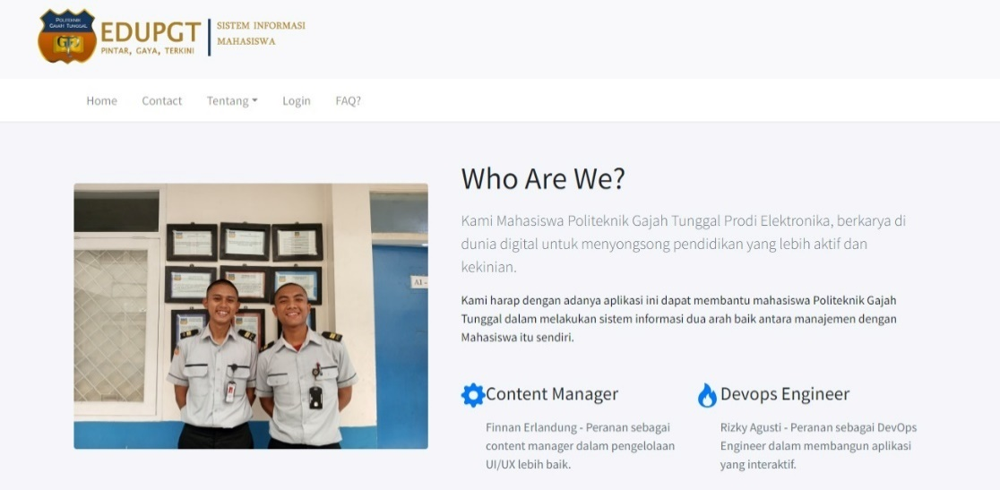 POLITEKNIK
GAJAH TUNGGAL
EDUPGT
PINTAR, GAYA, TERKINI
SISTEM INFORMASI
MAHASISWA
Home Contact Tentang Login FAQ?
Who Are We?
Kami Mahasiswa Politeknik Gajah Tunggal Prodi Elektronika, berkarya di
dunia digital untuk menyongsong pendidikan yang lebih aktif dan
kekinian.
Kami harap dengan adanya aplikasi ini dapat membantu mahasiswa Politeknik Gajah
Tunggal dalam melakukan sistem informasi dua arah baik antara manajemen dengan
Mahasiswa itu sendiri.
A1 -
Content Manager
Finnan Erlandung - Peranan sebagai
content manager dalam pengelolaan
UI/UX lebih baik.
Devops Engineer
Rizky Agusti - Peranan sebagai DevOps
Engineer dalam membangun aplikasi
yang interaktif.